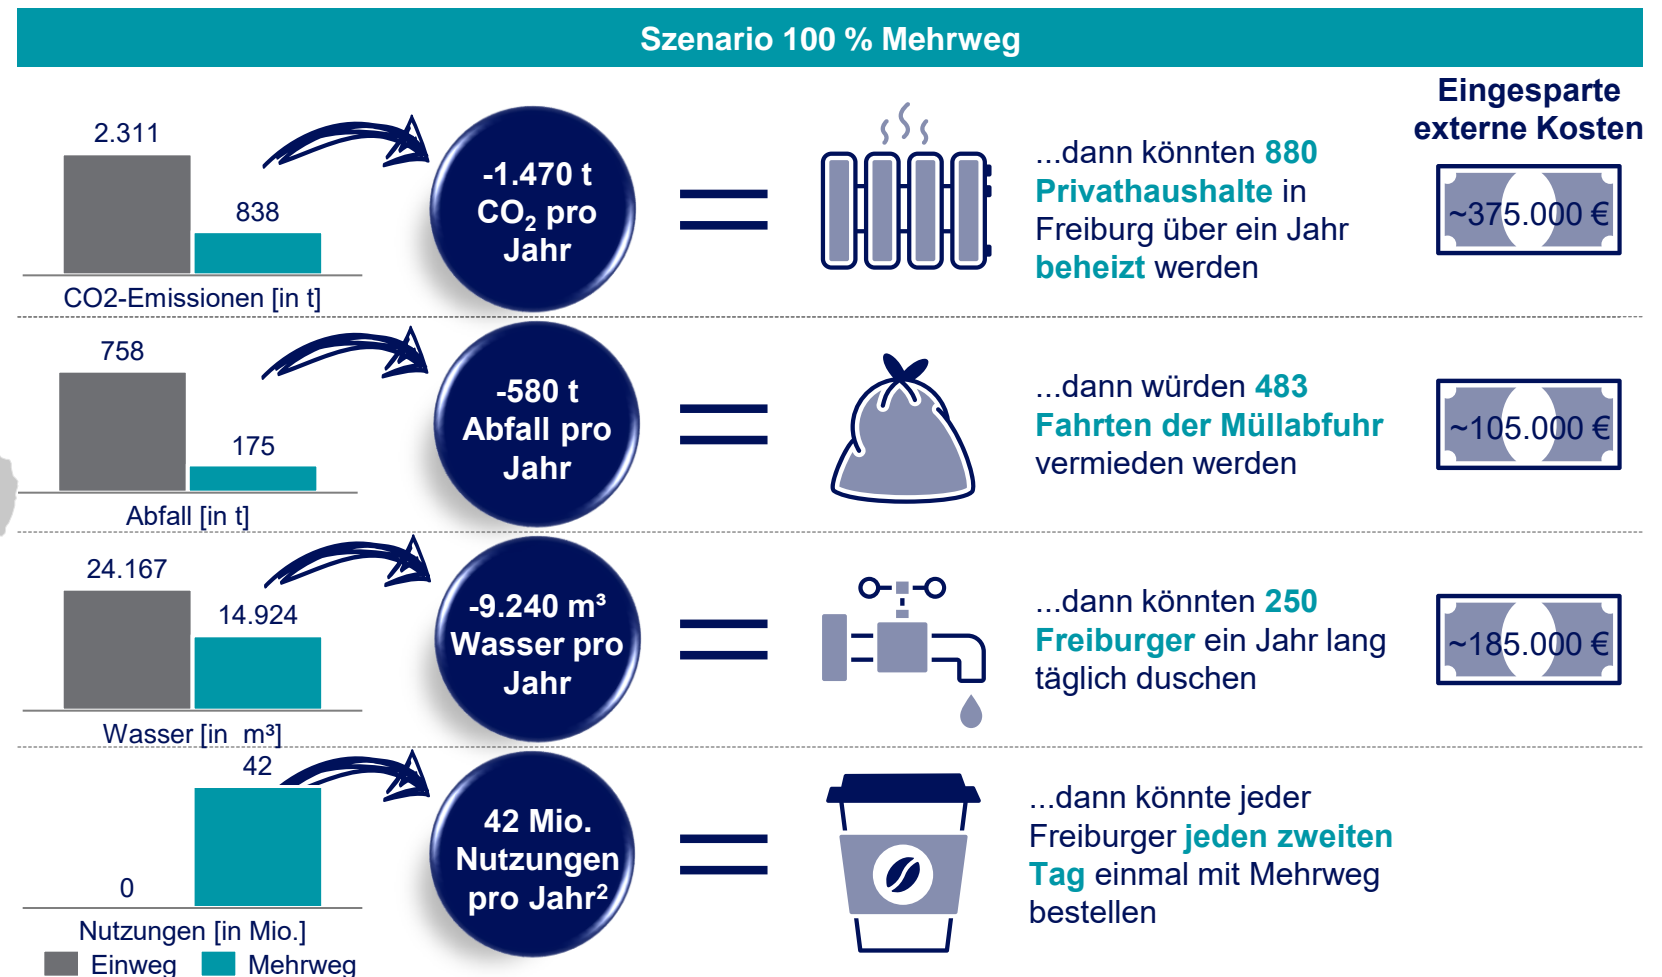 Szenario 100 % Mehrweg
Eingesparte
externe Kosten
2.311
838
CO2-Emissionen [in t]
-1.470 t
CO₂ pro
Jahr
...dann könnten 880
Privathaushalte in
Freiburg über ein Jahr
beheizt werden
~375.000 €
758
175
Abfall [in t]
-580 t
Abfall pro
Jahr
...dann würden 483
Fahrten der Müllabfuhr
vermieden werden
~105.000 €
24.167
14.924
Wasser [in  m³]
-9.240 m³
Wasser pro
Jahr
...dann könnten 250
Freiburger ein Jahr lang
täglich duschen
~185.000 €
42
0
Nutzungen [in Mio.]
42 Mio.
Nutzungen
pro Jahr²
...dann könnte jeder
Freiburger jeden zweiten
Tag einmal mit Mehrweg
bestellen
Einweg
Mehrweg